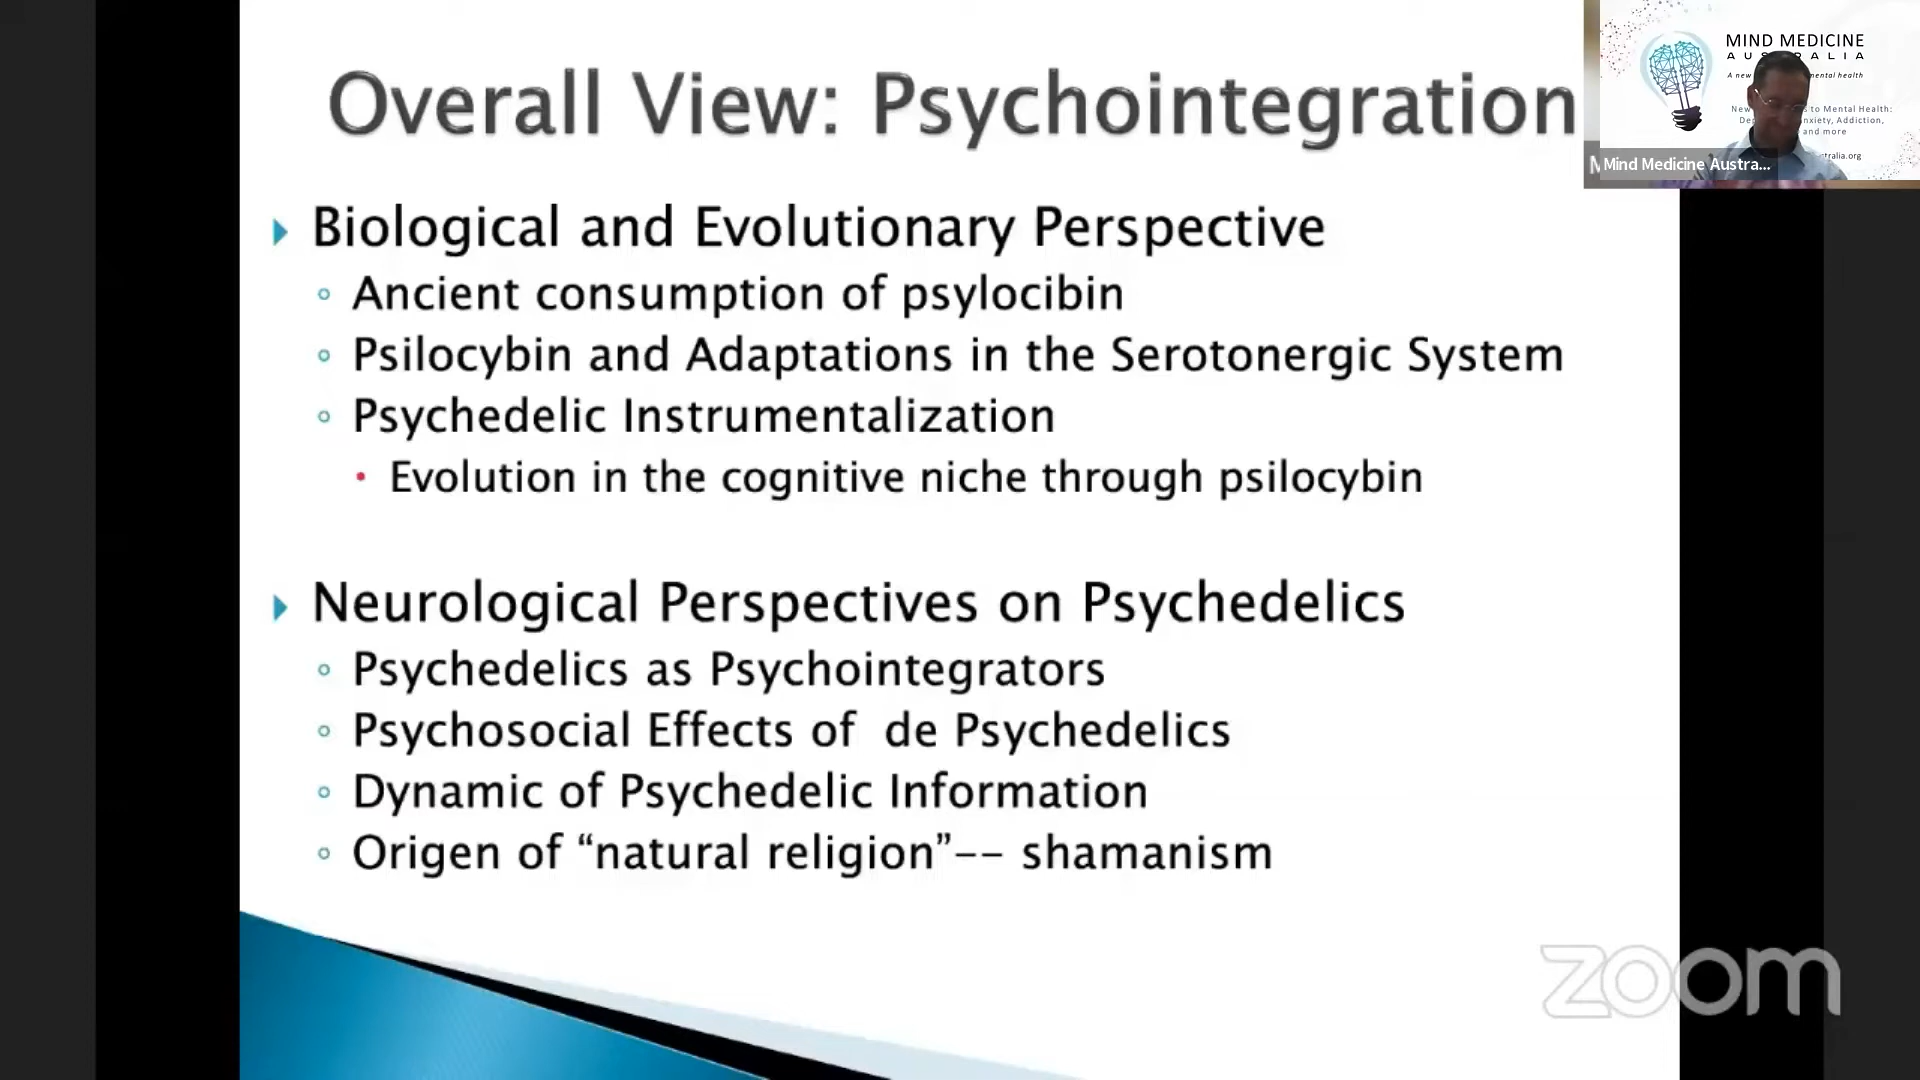 Overall View: Psychointegration
MIND MEDICINE
Mind Medicine Austra...
Biological and Evolutionary Perspective
Ancient consumption of psylocibin
Psilocybin and Adaptations in the Serotonergic System
Psychedelic Instrumentalization
Evolution in the cognitive niche through psilocybin
Neurological Perspectives on Psychedelics
Psychedelics as Psychointegrators
Psychosocial Effects of de Psychedelics
Dynamic of Psychedelic Information
Origen of “natural religion”-- shamanism
zoom